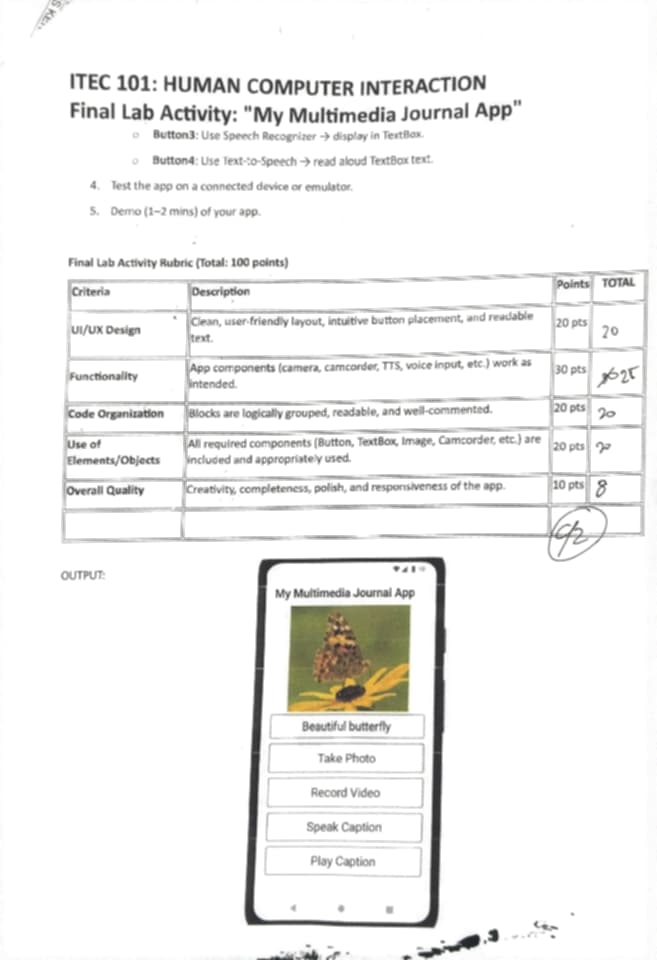 ITEC 101: HUMAN COMPUTER INTERACTION
Final Lab Activity: "My Multimedia Journal App"
o Button3: Use Speech Recognizer → display in TextBox.
o Button4: Use Text-to-Speech → read aloud TextBox text.
4. Test the app on a connected device or emulator.
5. Demo (1–2 mins) of your app.
Final Lab Activity Rubric (Total: 100 points)
Criteria Description Points TOTAL
UI/UX Design Clean, user-friendly layout, intuitive button placement, and readable text. 20 pts 20
Functionality App components (camera, camcorder, TTS, voice input, etc.) work as intended. 30 pts 25
Code Organization Blocks are logically grouped, readable, and well-commented. 20 pts 20
Use of Elements/Objects All required components (Button, TextBox, Image, Camcorder, etc.) are included and appropriately used. 20 pts 20
Overall Quality Creativity, completeness, polish, and responsiveness of the app. 10 pts 8
OUTPUT:
My Multimedia Journal App
Beautiful butterfly
Take Photo
Record Video
Speak Caption
Play Caption